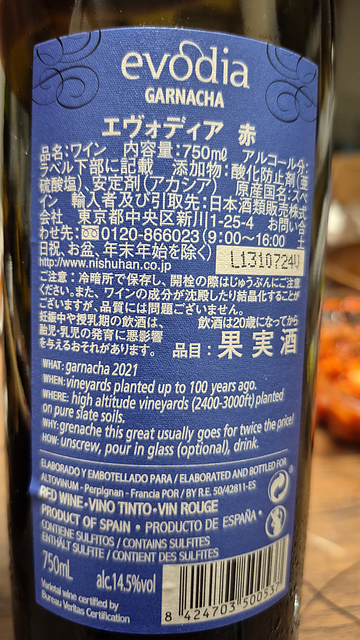 evodia
GARNACHA
エヴォディア 赤
品名:ワイン 内容量:750mℓ アルコール分:
ラベル下部に記載 添加物:酸化防止剤(亜
硫酸塩)、安定剤(アカシア) 原産国名:スペ
イン 輸入者及び引取先:日本酒類販売株式
会社 東京都中央区新川1-25-4 お問い合
わせ先:☎0120-866023(9:00〜16:00 土
日祝、お盆、年末年始を除く)
http://www.nishuhan.co.jp
L1310724V
ご注意:冷暗所で保存し、開栓の際はじゅうぶんにご注意
ください。また、ワインの成分が沈殿したり結晶化することが
ございますが、品質には問題ございません。
妊娠中や授乳期の飲酒は、 飲酒は20歳になってから
胎児・乳児の発育に悪影響
を与えるおそれがあります。 品目:果実酒
WHAT: garnacha 2021
WHEN: vineyards planted up to 100 years ago.
WHERE: high altitude vineyards (2400-3000ft) planted
on pure slate soils.
WHY: grenache this great usually goes for twice the price!
HOW: unscrew, pour in glass (optional), drink.
ELABORADO Y EMBOTELLADO PARA / ELABORATED AND BOTTLED FOR
ALTOVINUM - Perpignan - Francia POR / BY R.E. 50/42811-ES
RED WINE • VINO TINTO • VIN ROUGE
PRODUCT OF SPAIN • PRODUCTO DE ESPAÑA •
CONTIENE SULFITOS / CONTAINS SULFITES
ENTHÄLT SULFITE / CONTIENT DES SULFITES
750mL alc.14.5%vol
Varietal wine certified by
Bureau Veritas Certification
8 424703 500537